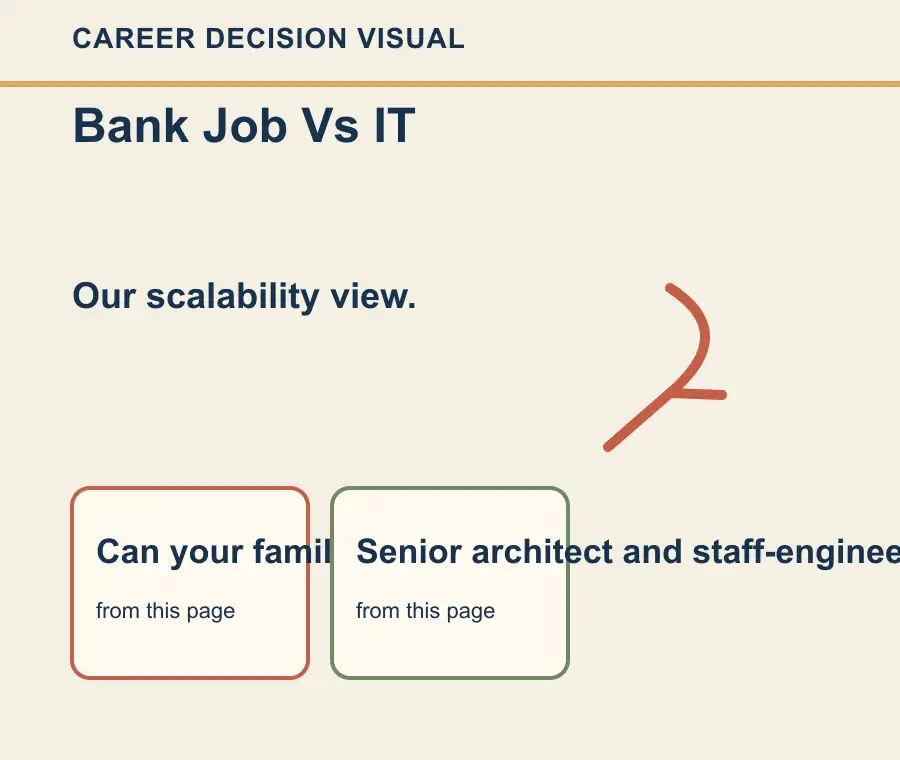 CAREER DECISION VISUAL
Bank Job Vs IT
Our scalability view.
Can your famil
Senior architect and staff-enginee
from this page
from this page